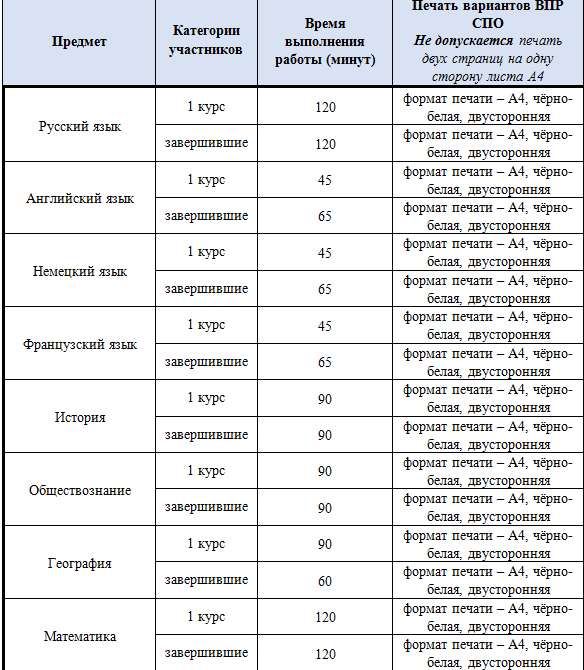 Предмет
Категории
участников
Время
выполнения
работы (минут)
Печать вариантов ВПР
СПО
Не допускается печать
двух страниц на одну
сторону листа А4
Русский язык
1 курс
120
формат печати – А4, чёрно-
белая, двусторонняя
завершившие
120
формат печати – А4, чёрно-
белая, двусторонняя
Английский язык
1 курс
45
формат печати – А4, чёрно-
белая, двусторонняя
завершившие
65
формат печати – А4, чёрно-
белая, двусторонняя
Немецкий язык
1 курс
45
формат печати – А4, чёрно-
белая, двусторонняя
завершившие
65
формат печати – А4, чёрно-
белая, двусторонняя
Французский язык
1 курс
45
формат печати – А4, чёрно-
белая, двусторонняя
завершившие
65
формат печати – А4, чёрно-
белая, двусторонняя
История
1 курс
90
формат печати – А4, чёрно-
белая, двусторонняя
завершившие
90
формат печати – А4, чёрно-
белая, двусторонняя
Обществознание
1 курс
90
формат печати – А4, чёрно-
белая, двусторонняя
завершившие
90
формат печати – А4, чёрно-
белая, двусторонняя
География
1 курс
90
формат печати – А4, чёрно-
белая, двусторонняя
завершившие
60
формат печати – А4, чёрно-
белая, двусторонняя
Математика
1 курс
120
формат печати – А4, чёрно-
белая, двусторонняя
завершившие
120
формат печати – А4, чёрно-
белая, двусторонняя